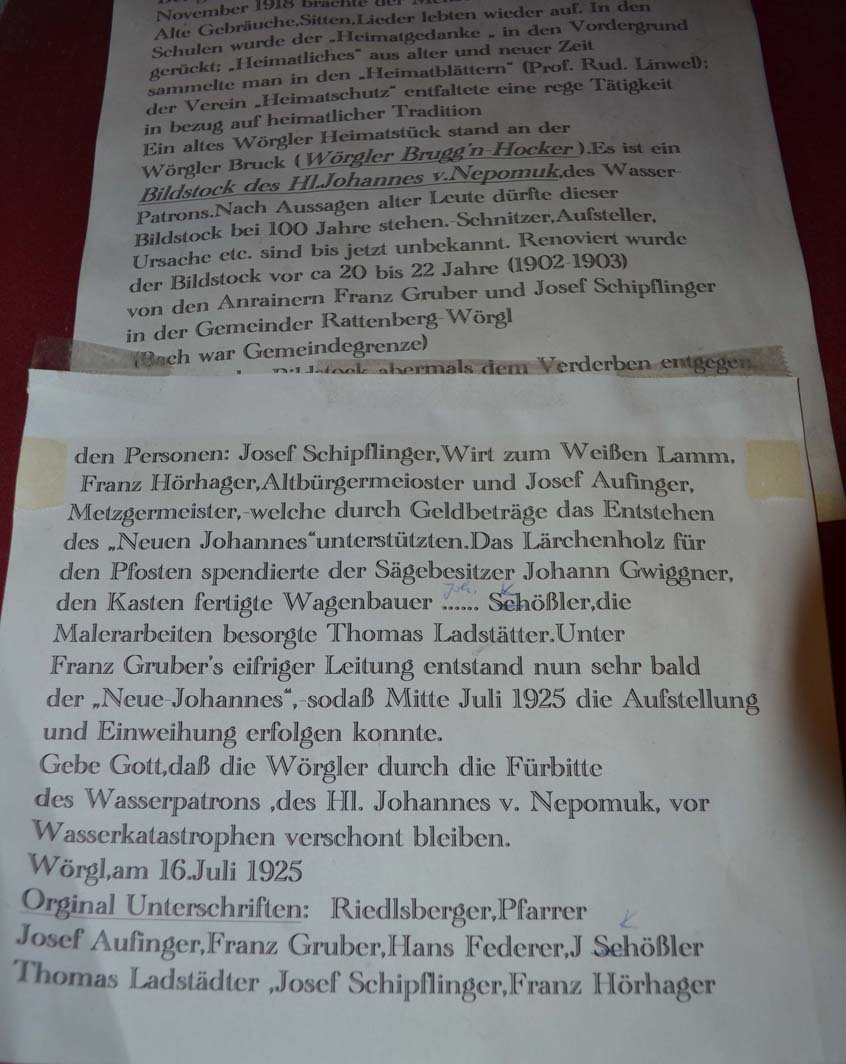 November 1918 brachte der
Alte Gebräuche,Sitten,Lieder lebten wieder auf. In den
Schulen wurde der „Heimatgedanke „ in den Vordergrund
gerückt; „Heimatliches“ aus alter und neuer Zeit
sammelte man in den „Heimatblättern“ (Prof. Rud. Linwel);
der Verein „Heimatschutz“ entfaltete eine rege Tätigkeit
in bezug auf heimatlicher Tradition
Ein altes Wörgler Heimatstück stand an der
Wörgler Bruck (Wörgler Brugg'n-Hocker ).Es ist ein
Bildstock des Hl.Johannes v.Nepomuk,des Wasser-
Patrons.Nach Aussagen alter Leute dürfte dieser
Bildstock bei 100 Jahre stehen.-Schnitzer,Aufsteller,
Ursache etc. sind bis jetzt unbekannt. Renoviert wurde
der Bildstock vor ca 20 bis 22 Jahre (1902-1903)
von den Anrainern Franz Gruber und Josef Schipflinger
in der Gemeinder Rattenberg-Wörgl
(Bach war Gemeindegrenze)
abermals dem Verderben entgegen
den Personen: Josef Schipflinger,Wirt zum Weißen Lamm,
Franz Hörhager,Altbürgermeioster und Josef Aufinger,
Metzgermeister,-welche durch Geldbeträge das Entstehen
des „Neuen Johannes“unterstützten.Das Lärchenholz für
den Pfosten spendierte der Sägebesitzer Johann Gwiggner,
Joh. K
den Kasten fertigte Wagenbauer ...... Schößler,die
Malerarbeiten besorgte Thomas Ladstätter.Unter
Franz Gruber's eifriger Leitung entstand nun sehr bald
der „Neue-Johannes“,-sodaß Mitte Juli 1925 die Aufstellung
und Einweihung erfolgen konnte.
Gebe Gott,daß die Wörgler durch die Fürbitte
des Wasserpatrons ,des Hl. Johannes v. Nepomuk, vor
Wasserkatastrophen verschont bleiben.
Wörgl,am 16.Juli 1925
Orginal Unterschriften: Riedlsberger,Pfarrer
K
Josef Aufinger,Franz Gruber,Hans Federer,J Schößler
Thomas Ladstädter ,Josef Schipflinger,Franz Hörhager